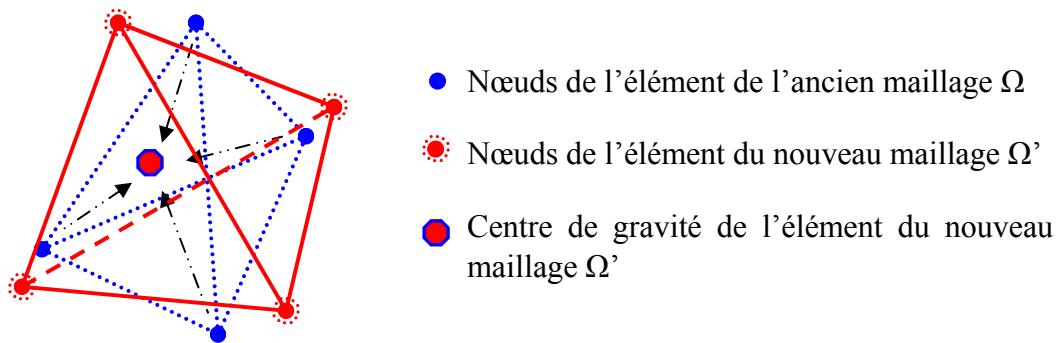 Nœuds de l’élément de l’ancien maillage Ω
Nœuds de l’élément du nouveau maillage Ω’
Centre de gravité de l’élément du nouveau
maillage Ω’